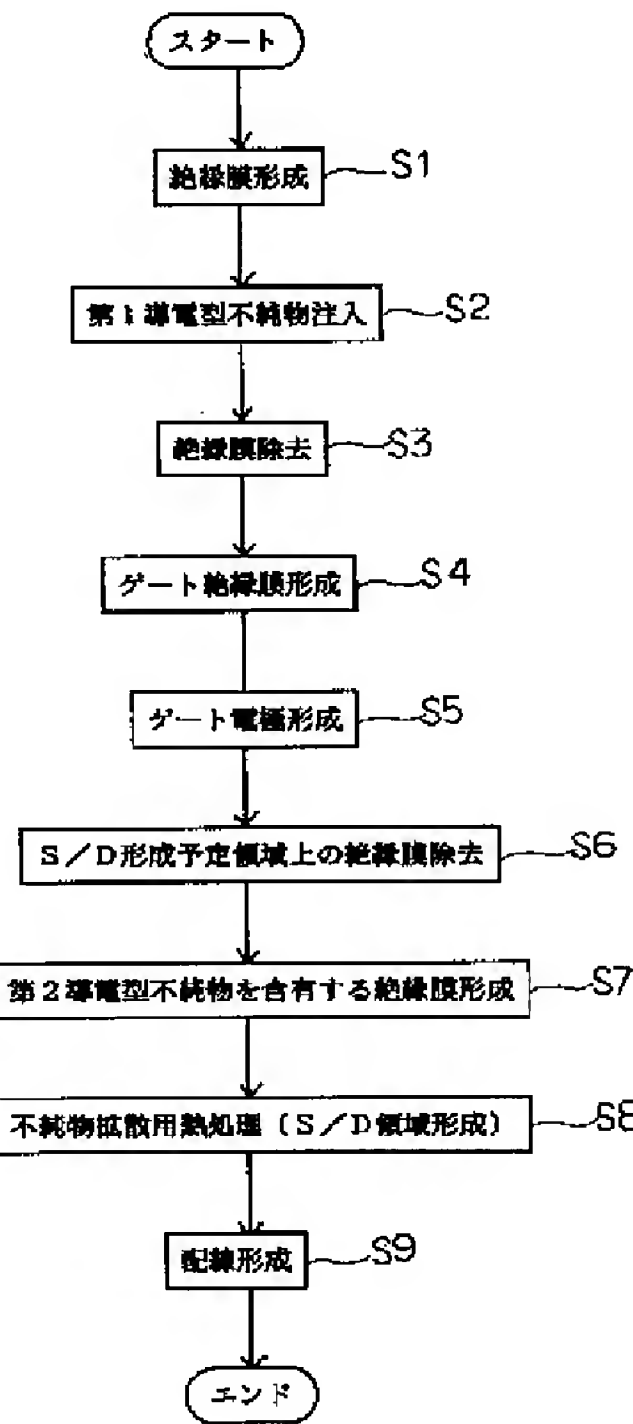 スタート
絶縁膜形成 S1
第1導電型不純物注入 S2
絶縁膜除去 S3
ゲート絶縁膜形成 S4
ゲート電極形成 S5
S/D形成予定領域上の絶縁膜除去 S6
第2導電型不純物を含有する絶縁膜形成 S7
不純物拡散用熱処理(S/D領域形成) S8
配線形成 S9
エンド